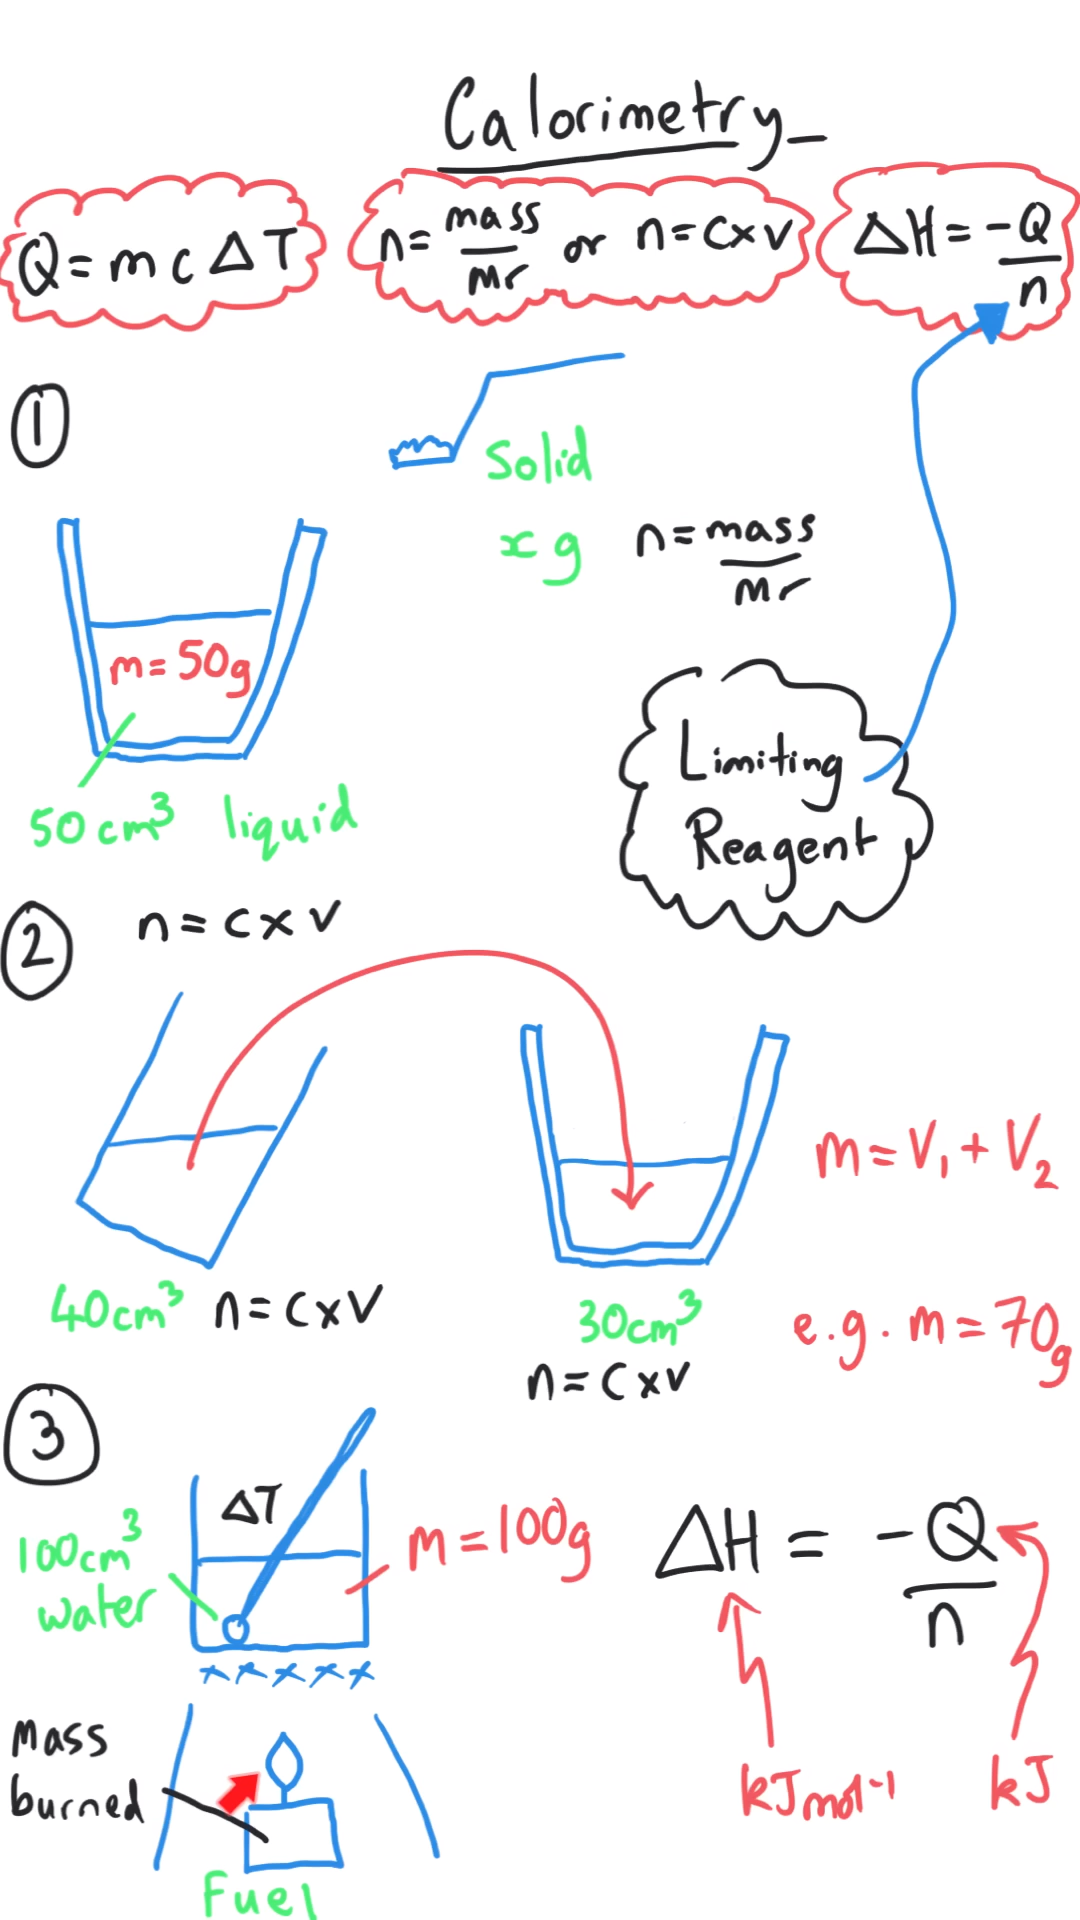 Calorimetry
Q = mcΔT
n = mass/Mr or n = c x v
ΔH = -Q/n
1
Solid
x g
n = mass/Mr
m = 50g
50cm³ liquid
n = c x v
Limiting
Reagent
2
40cm³ n = c x v
30cm³
n = c x v
m = V₁ + V₂
e.g. m = 70g
3
ΔT
100cm³
water
m = 100g
ΔH = -Q/n
kJmol⁻¹
kJ
Mass
burned
Fuel